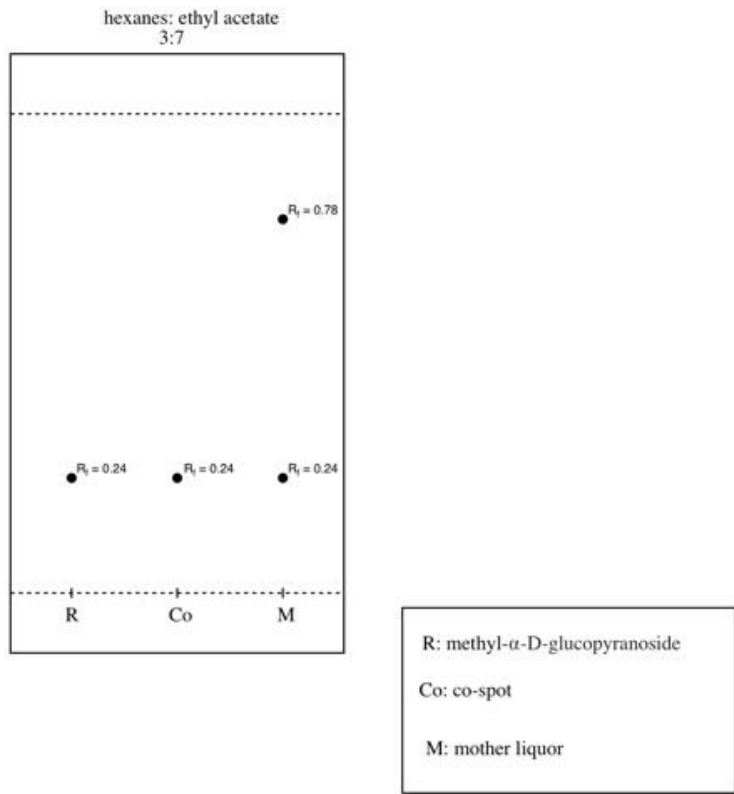 hexanes: ethyl acetate
3:7
Rf = 0.78
Rf = 0.24 Rf = 0.24 Rf = 0.24
R Co M
R: methyl-α-D-glucopyranoside
Co: co-spot
M: mother liquor